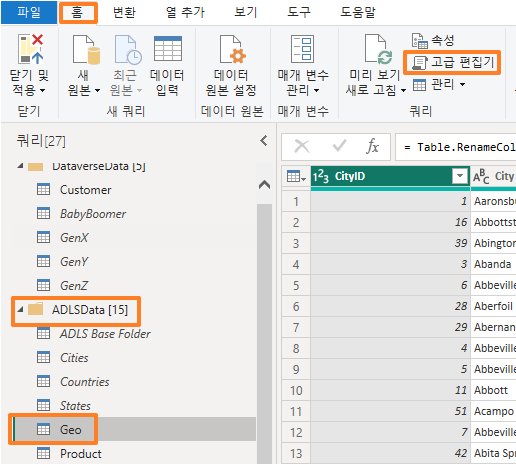 파일 홈 변환 열 추가 보기 도구 도움말
닫기 및 적용 새 원본 최근 원본 데이터 입력 데이터 원본 설정 매개 변수 관리 미리 보기 새로 고침 속성
고급 편집기
관리
닫기 새 쿼리 데이터 원본 매개 변수 쿼리
쿼리[27]
= Table.RenameCol
DataverseData [5]
Customer
BabyBoomer
GenX
GenY
GenZ
ADLSData [15]
ADLS Base Folder
Cities
Countries
States
Geo
Product
1 2 3 CityID A B C City
1 1 Aaronsbu
2 16 Abbottst
3 39 Abington
4 3 Abanda
5 6 Abbeville
6 28 Aberfoil
7 29 Abernan
8 4 Abbevill
9 5 Abbeville
10 11 Abbott
11 51 Acampo
12 7 Abbeville
13 42 Abita Spr